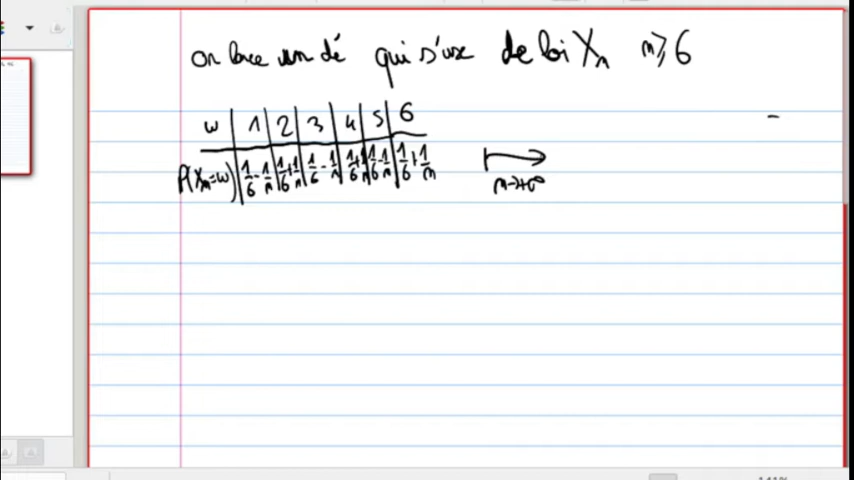 on lance un dé qui s'use de loi Xn n ≥ 6
ω 1 2 3 4 5 6
P(Xn=ω) 1/6 - 1/n 1/6 + 1/n 1/6 - 1/n 1/6 + 1/n 1/6 - 1/n 1/6 + 1/n
n→+∞